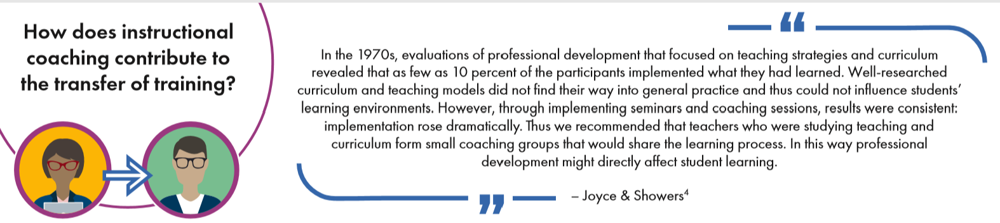 How does instructional
coaching contribute to
the transfer of training?
“
In the 1970s, evaluations of professional development that focused on teaching strategies and curriculum
revealed that as few as 10 percent of the participants implemented what they had learned. Well-researched
curriculum and teaching models did not find their way into general practice and thus could not influence students’
learning environments. However, through implementing seminars and coaching sessions, results were consistent:
implementation rose dramatically. Thus we recommended that teachers who were studying teaching and
curriculum form small coaching groups that would share the learning process. In this way professional
development might directly affect student learning.
”
– Joyce & Showers⁴